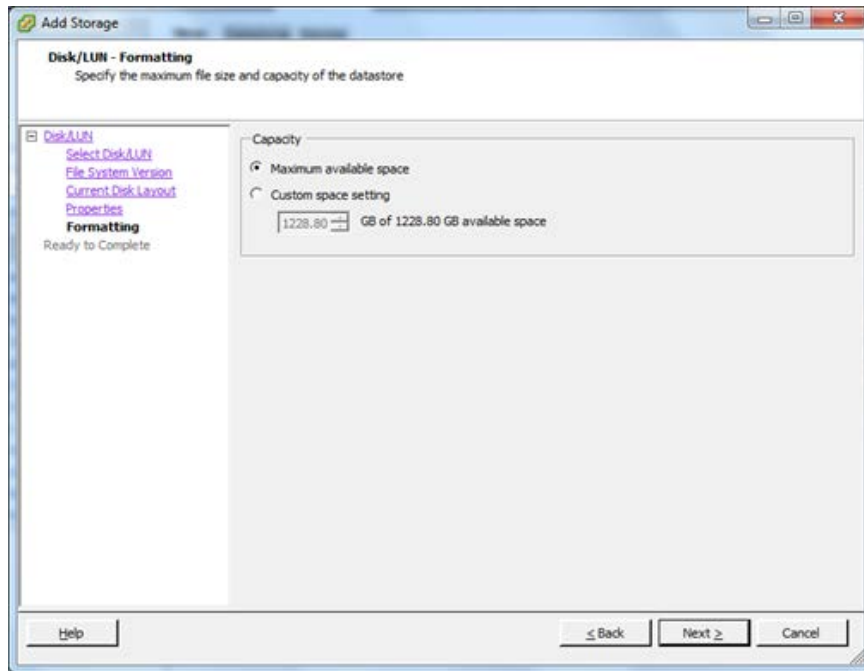 Add Storage
Disk/LUN - Formatting
Specify the maximum file size and capacity of the datastore
Disk/LUN
Select Disk/LUN
File System Version
Current Disk Layout
Properties
Formatting
Ready to Complete
Capacity
Maximum available space
Custom space setting
1228.80 GB of 1228.80 GB available space
Help
< Back
Next >
Cancel